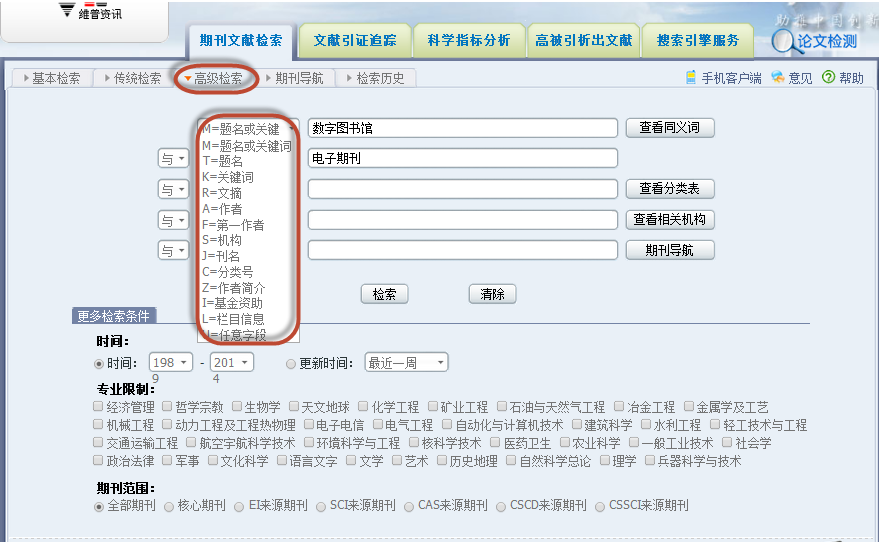 维普资讯
助推中国创新
期刊文献检索 文献引证追踪 科学指标分析 高被引析出文献 搜索引擎服务 论文检测
基本检索 传统检索 高级检索 期刊导航 检索历史 手机客户端 意见 帮助
M=题名或关键 数字图书馆 查看同义词
M=题名或关键词
与 T=题名 电子期刊
K=关键词
与 R=文摘 查看分类表
A=作者
与 F=第一作者 查看相关机构
S=机构
与 J=刊名 期刊导航
C=分类号
Z=作者简介
检索 清除
I=基金资助
L=栏目信息
N=任意字段
更多检索条件
时间：
时间： 198 - 201 更新时间： 最近一周
9 4
专业限制：
经济管理 哲学宗教 生物学 天文地球 化学工程 矿业工程 石油与天然气工程 冶金工程 金属学及工艺
机械工程 动力工程及工程热物理 电子电信 电气工程 自动化与计算机技术 建筑科学 水利工程 轻工技术与工程
交通运输工程 航空宇航科学技术 环境科学与工程 核科学技术 医药卫生 农业科学 一般工业技术 社会学
政治法律 军事 文化科学 语言文字 文学 艺术 历史地理 自然科学总论 理学 兵器科学与技术
期刊范围：
全部期刊 核心期刊 EI来源期刊 SCI来源期刊 CAS来源期刊 CSCD来源期刊 CSSCI来源期刊